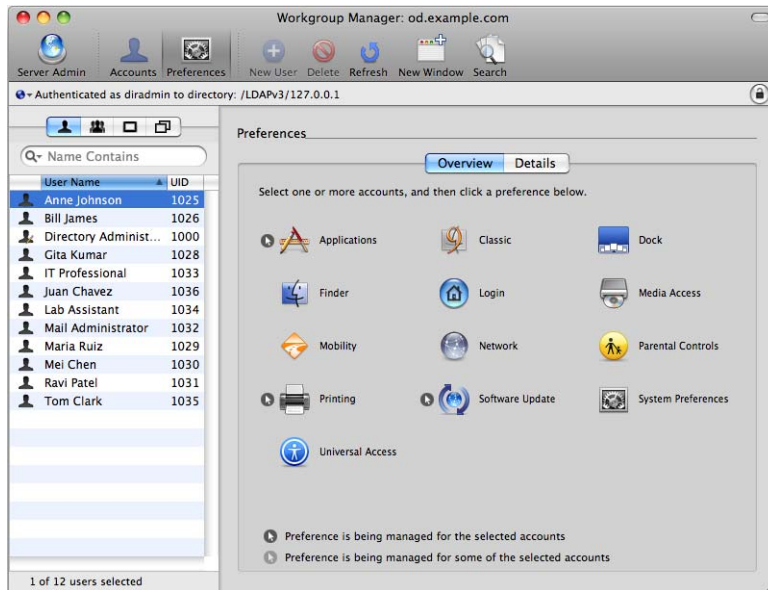 Workgroup Manager: od.example.com
Server Admin Accounts Preferences New User Delete Refresh New Window Search
Authenticated as diradmin to directory: /LDAPv3/127.0.0.1
Name Contains
User Name UID
Anne Johnson 1025
Bill James 1026
Directory Administ... 1000
Gita Kumar 1028
IT Professional 1033
Juan Chavez 1036
Lab Assistant 1034
Mail Administrator 1032
Maria Ruiz 1029
Mei Chen 1030
Ravi Patel 1031
Tom Clark 1035
1 of 12 users selected
Preferences
Overview Details
Select one or more accounts, and then click a preference below.
Applications Classic Dock
Finder Login Media Access
Mobility Network Parental Controls
Printing Software Update System Preferences
Universal Access
Preference is being managed for the selected accounts
Preference is being managed for some of the selected accounts